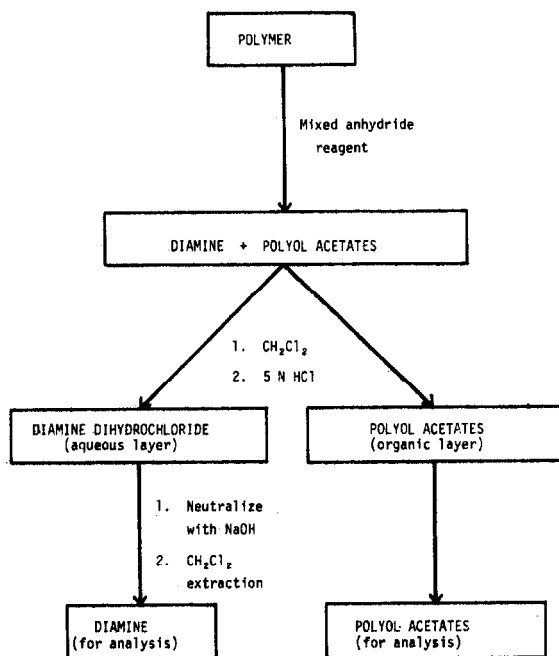 POLYMER
Mixed anhydride
reagent
DIAMINE + POLYOL ACETATES
1. CH₂Cl₂
2. 5 N HCl
DIAMINE DIHYDROCHLORIDE
(aqueous layer)
POLYOL ACETATES
(organic layer)
1. Neutralize
with NaOH
2. CH₂Cl₂
extraction
DIAMINE
(for analysis)
POLYOL ACETATES
(for analysis)